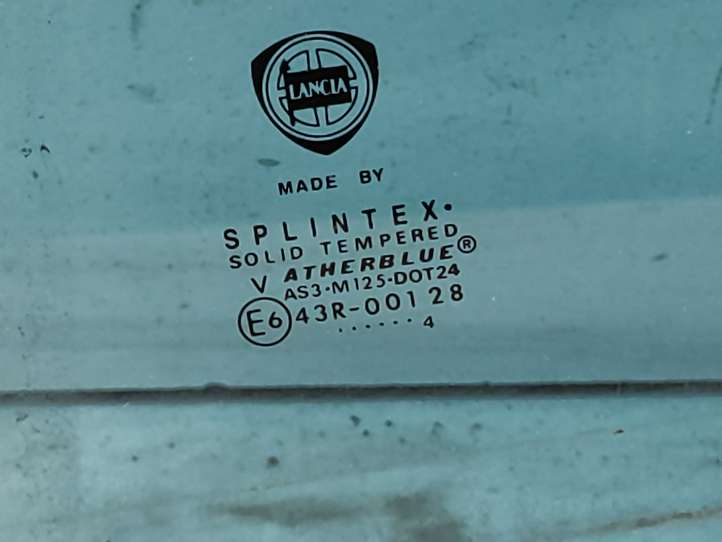 LANCIA
MADE BY
SPLINTEX.
SOLID TEMPERED
V ATHERBLUE®
AS3-M125-DOT24
E6 43R-00128
. . . . . . 4